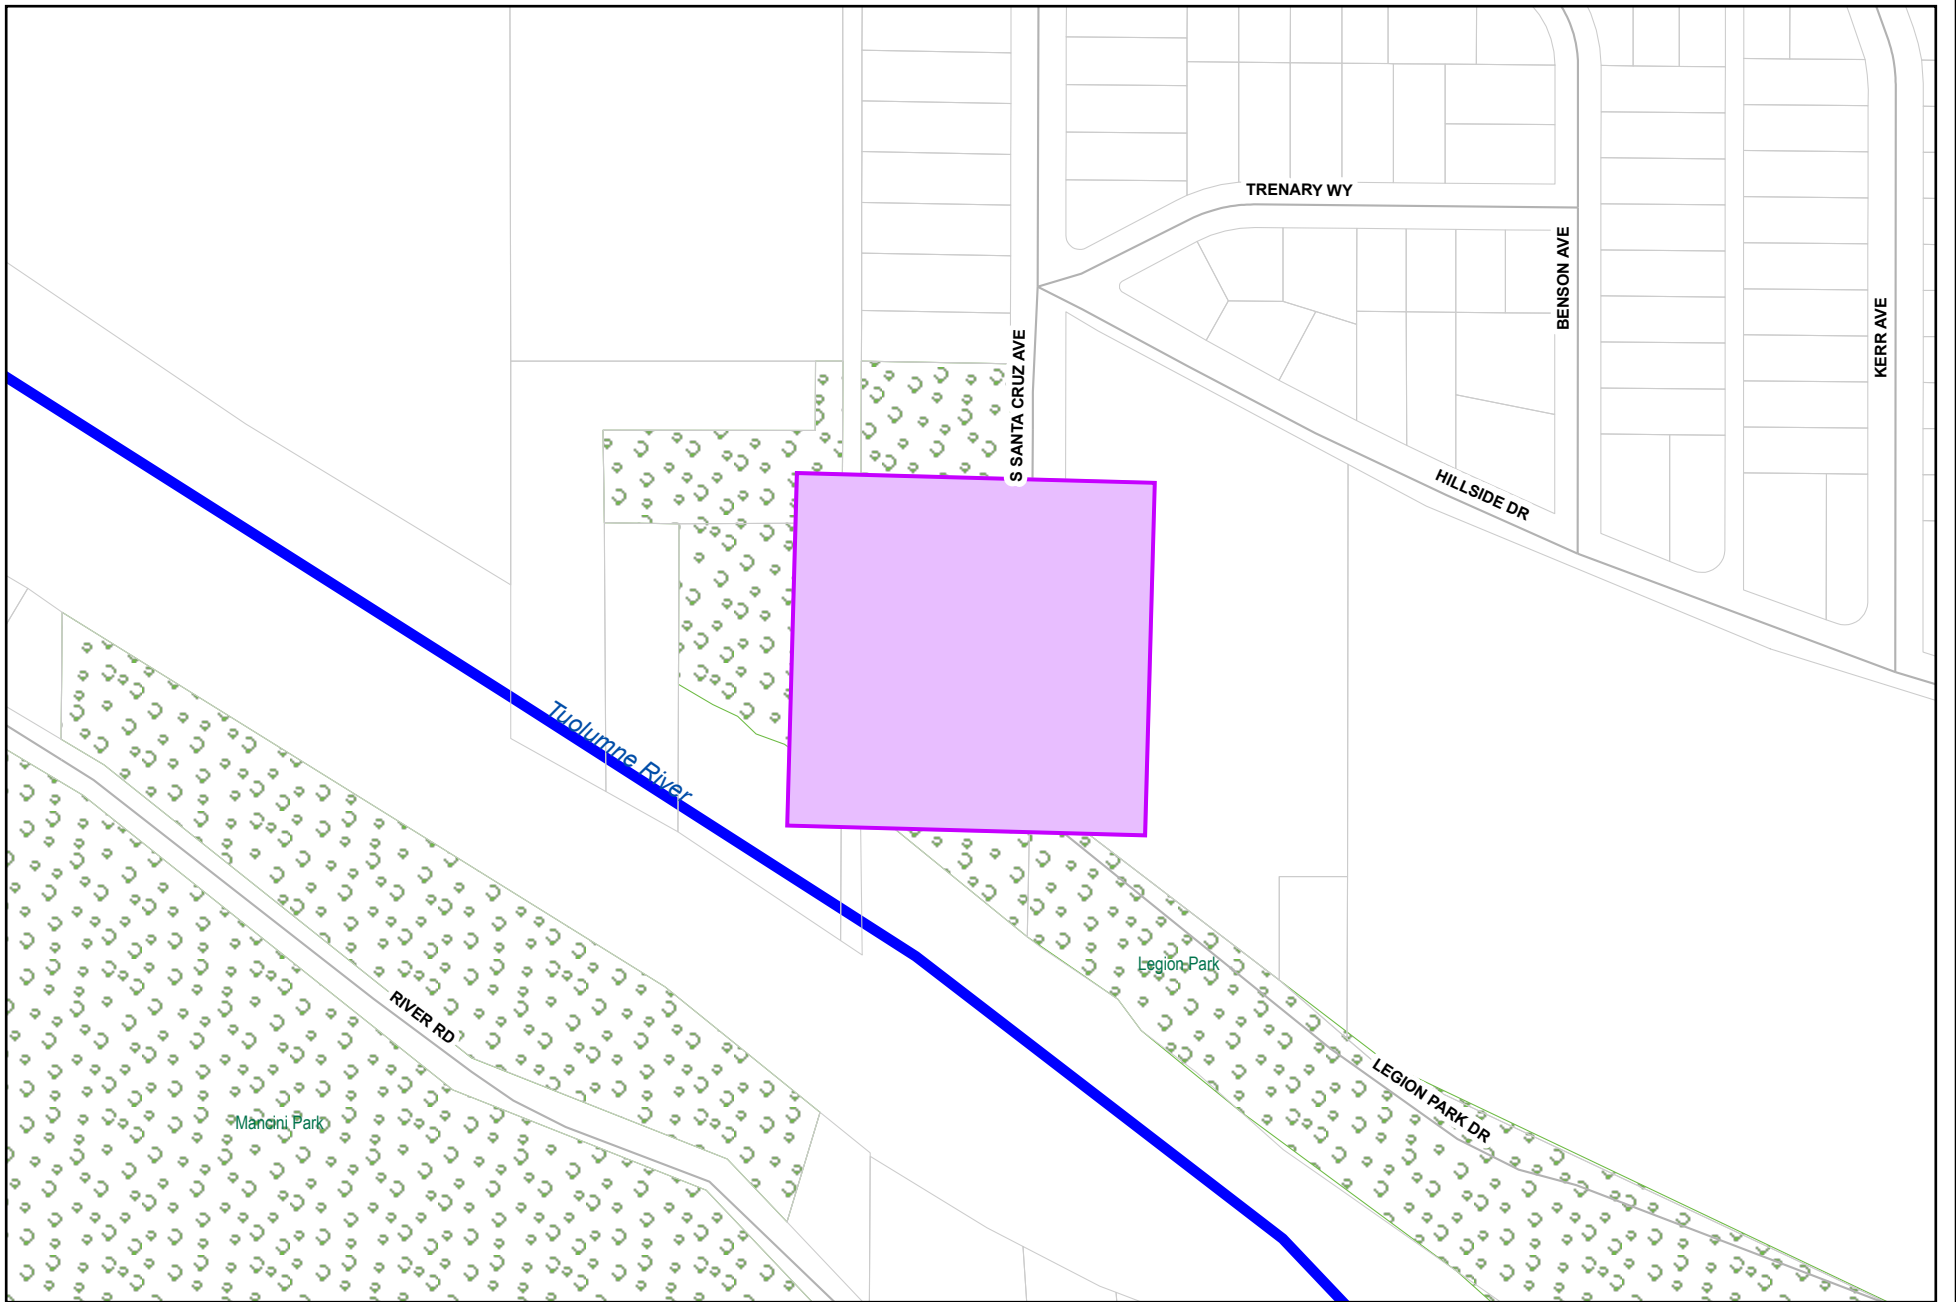 TRENARY WY
BENSON AVE
KERR AVE
S SANTA CRUZ AVE
HILLSIDE DR
Tuolumne River
Legion Park
RIVER RD
LEGION PARK DR
Mancini Park